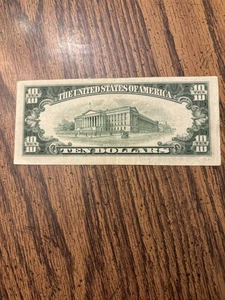 10 THE UNITED STATES OF AMERICA 10
10 TEN DOLLARS 10